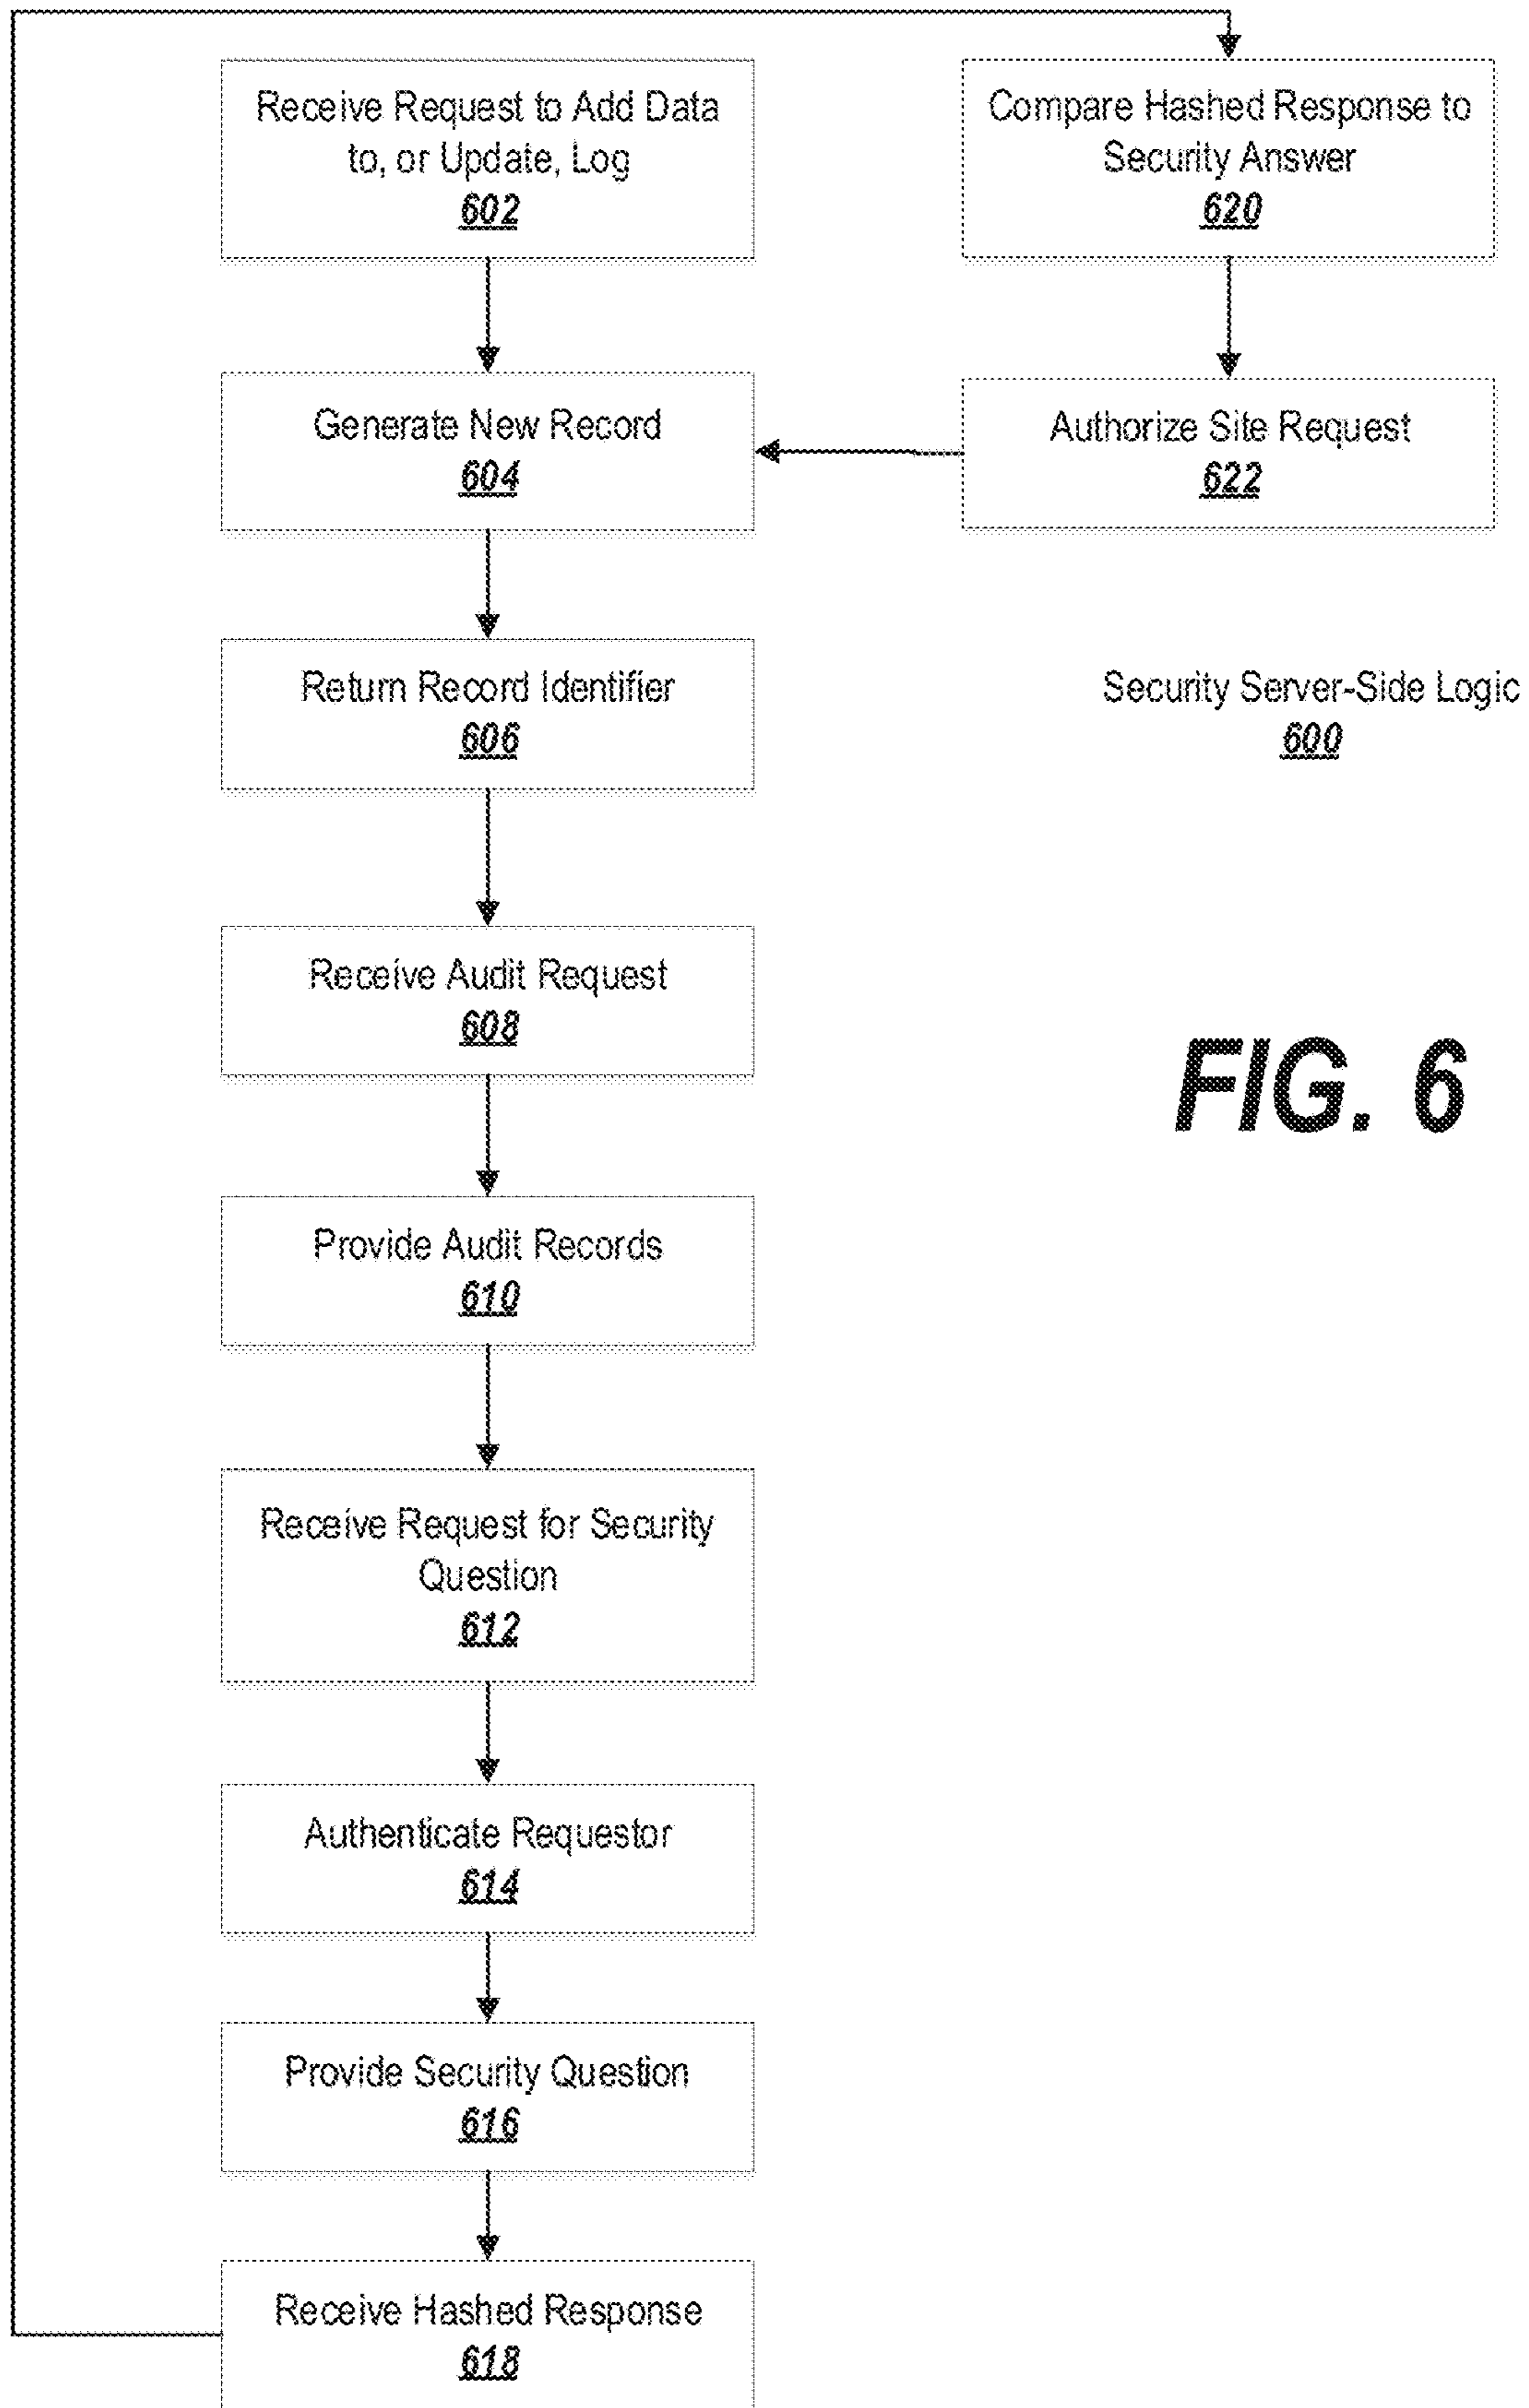 Receive Request to Add Data
to, or Update, Log
602
Generate New Record
604
Return Record Identifier
606
Receive Audit Request
608
Provide Audit Records
610
Receive Request for Security
Question
612
Authenticate Requestor
614
Provide Security Question
616
Receive Hashed Response
618
Compare Hashed Response to
Security Answer
620
Authorize Site Request
622
Security Server-Side Logic
600
FIG. 6